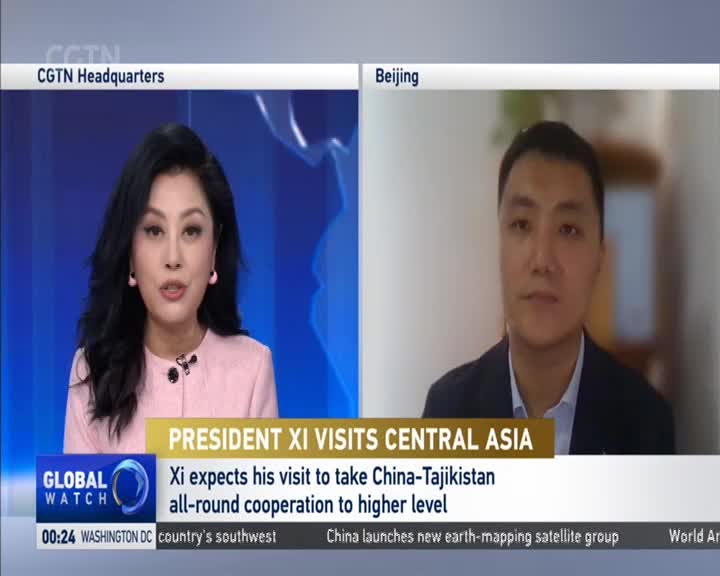 CGTN
CGTN Headquarters
Beijing
PRESIDENT XI VISITS CENTRAL ASIA
Xi expects his visit to take China-Tajikistan
all-round cooperation to higher level
GLOBAL
WATCH
00:24 WASHINGTON DC country's southwest China launches new earth-mapping satellite group World Ar